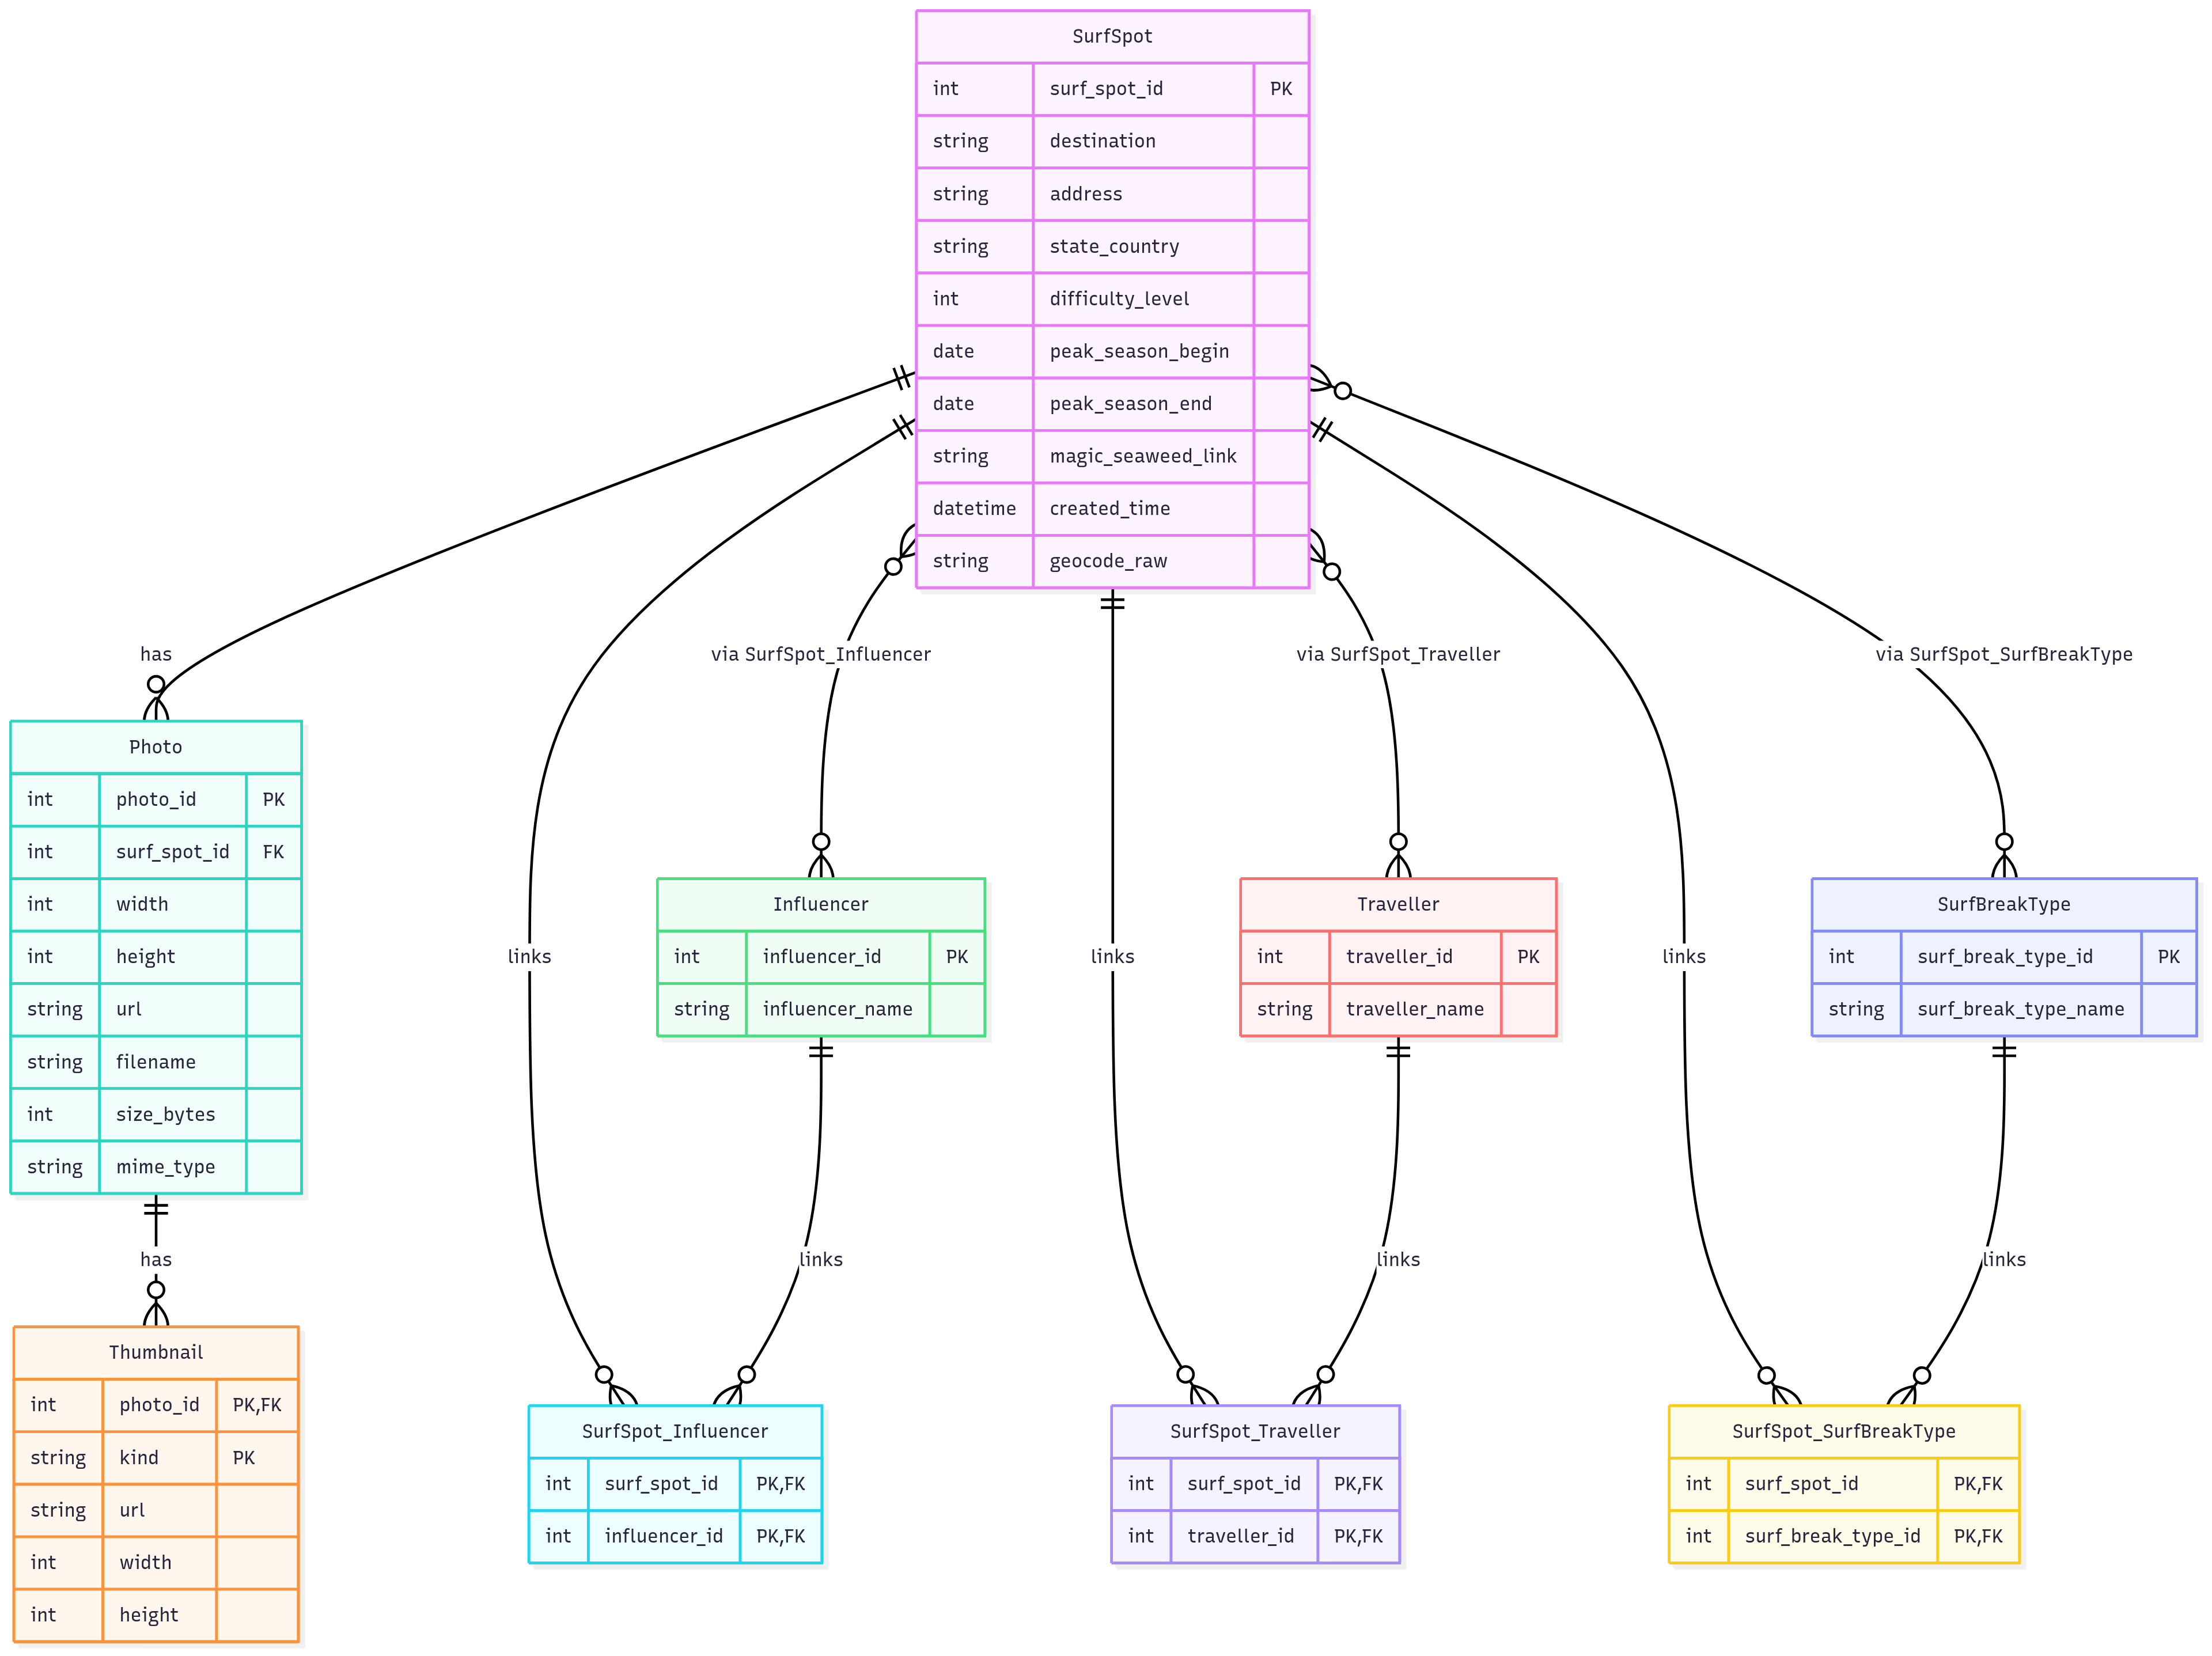 SurfSpot
int surf_spot_id PK
string destination
string address
string state_country
int difficulty_level
date peak_season_begin
date peak_season_end
string magic_seaweed_link
datetime created_time
string geocode_raw
has
via SurfSpot_Influencer
via SurfSpot_Traveller
via SurfSpot_SurfBreakType
Photo
int photo_id PK
int surf_spot_id FK
int width
int height
string url
string filename
int size_bytes
string mime_type
links
Influencer
int influencer_id PK
string influencer_name
links
Traveller
int traveller_id PK
string traveller_name
links
SurfBreakType
int surf_break_type_id PK
string surf_break_type_name
has
links
links
links
Thumbnail
int photo_id PK,FK
string kind PK
string url
int width
int height
SurfSpot_Influencer
int surf_spot_id PK,FK
int influencer_id PK,FK
SurfSpot_Traveller
int surf_spot_id PK,FK
int traveller_id PK,FK
SurfSpot_SurfBreakType
int surf_spot_id PK,FK
int surf_break_type_id PK,FK